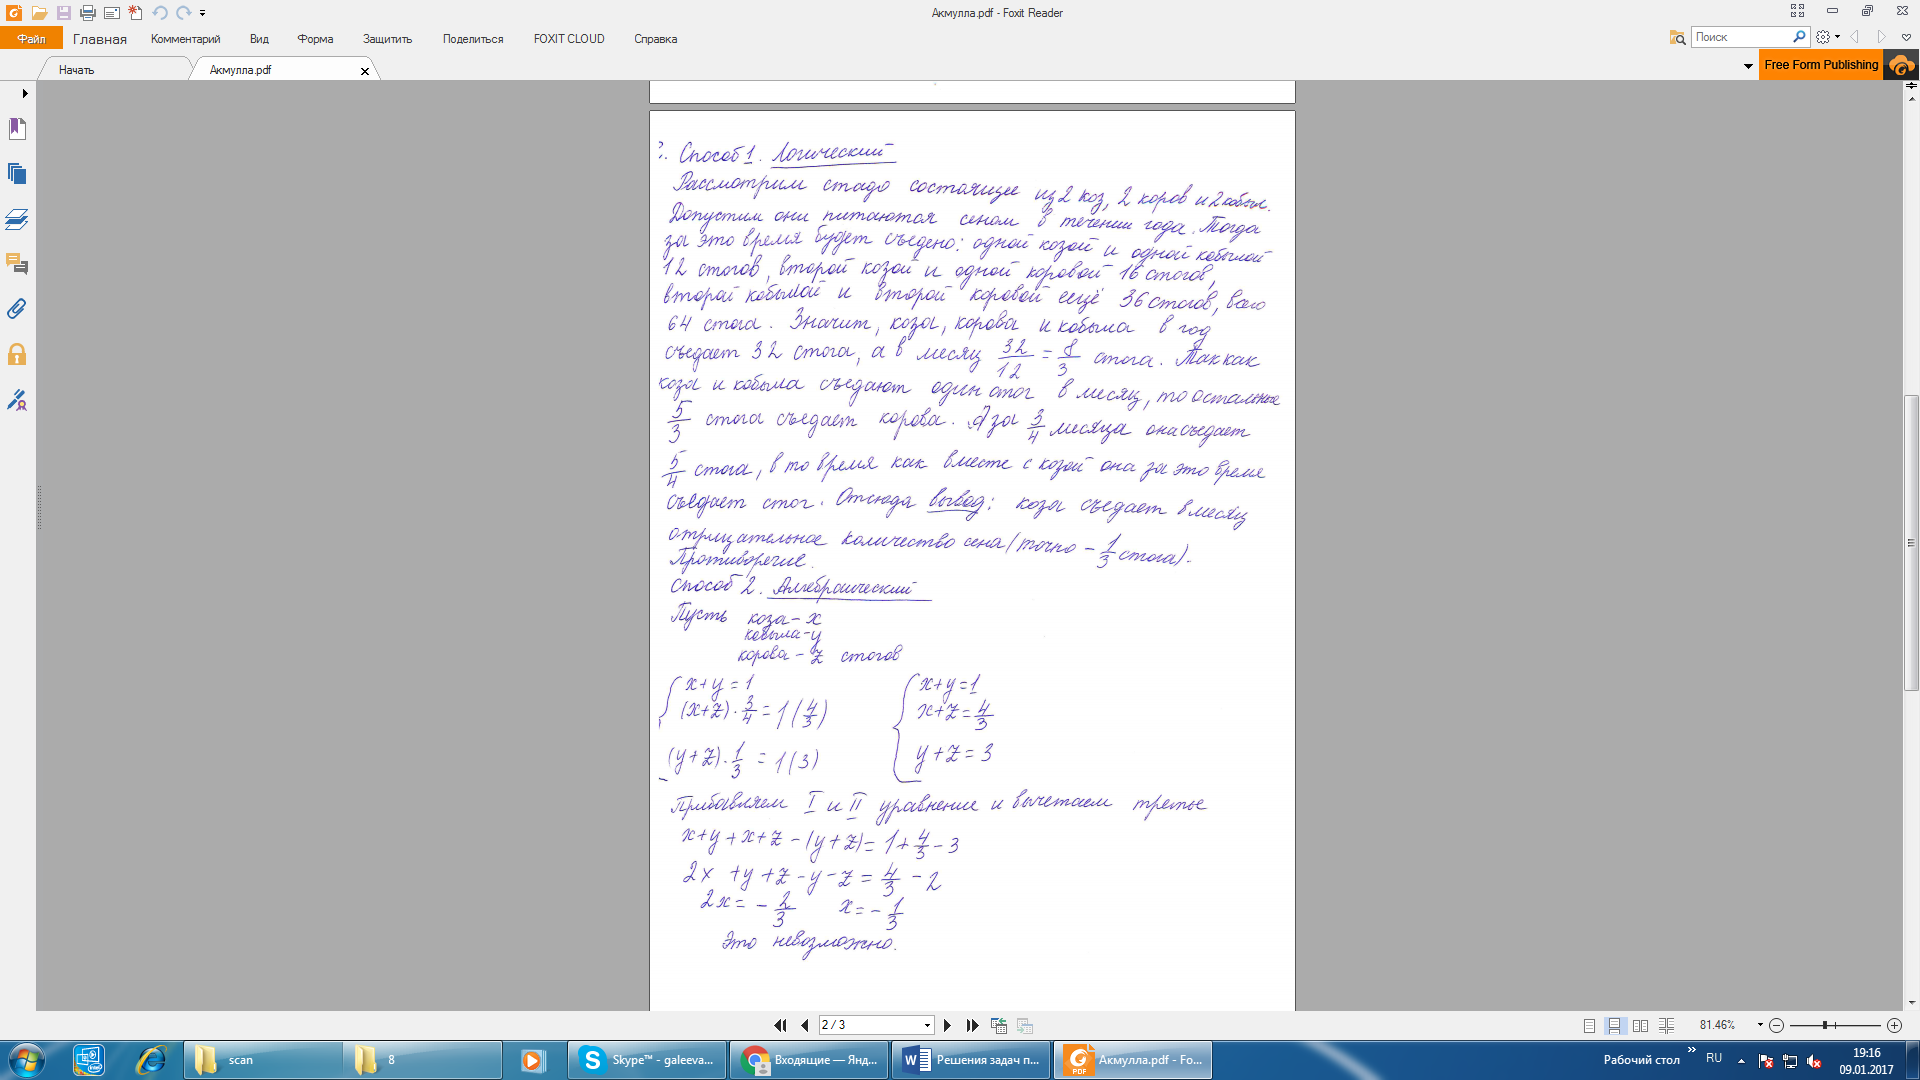 Акмулла.pdf - Foxit Reader
Файл Главная Комментарий Вид Форма Защитить Поделиться FOXIT CLOUD Справка
Поиск
Начать Акмулла.pdf
Free Form Publishing
2. Способ 1. Логический
Рассмотрим стадо состоящее из 2 коз, 2 коров и 2 кобыл.
Допустим они питаются сеном в течении года. Тогда
за это время будет съедено: одной козой и одной кобылой
12 стогов, второй козой и одной коровой 16 стогов,
второй кобылой и второй коровой ещё 36 стогов, всего
64 стога. Значит, коза, корова и кобыла в год
съедает 32 стога, а в месяц 32/12 = 8/3 стога. Так как
коза и кобыла съедают один стог в месяц, то остальные
5/3 стога съедает корова. А за 3/4 месяца она съедает
5/4 стога, в то время как вместе с козой она за это время
съедает стог. Отсюда вывод: коза съедает в месяц
отрицательное количество сена (точно - 1/3 стога).
Противоречие.
Способ 2. Алгебраический
Пусть коза - x
кобыла - y
корова - z стогов
x+y=1 x+y=1
(x+z)·3/4=1(4/3) x+z=4/3
(y+z)·1/3=1(3) y+z=3
Прибавляем I и II уравнение и вычетаем третье
x+y+x+z-(y+z)=1+4/3-3
2x+y+z-y-z=4/3-2
2x=-2/3 x=-1/3
Это невозможно.
2 / 3
81.46%
scan 8 Skype™ - galeeva... Входящие — Янд... Решения задач п... Акмулла.pdf - Fo... Рабочий стол » RU 19:16
09.01.2017